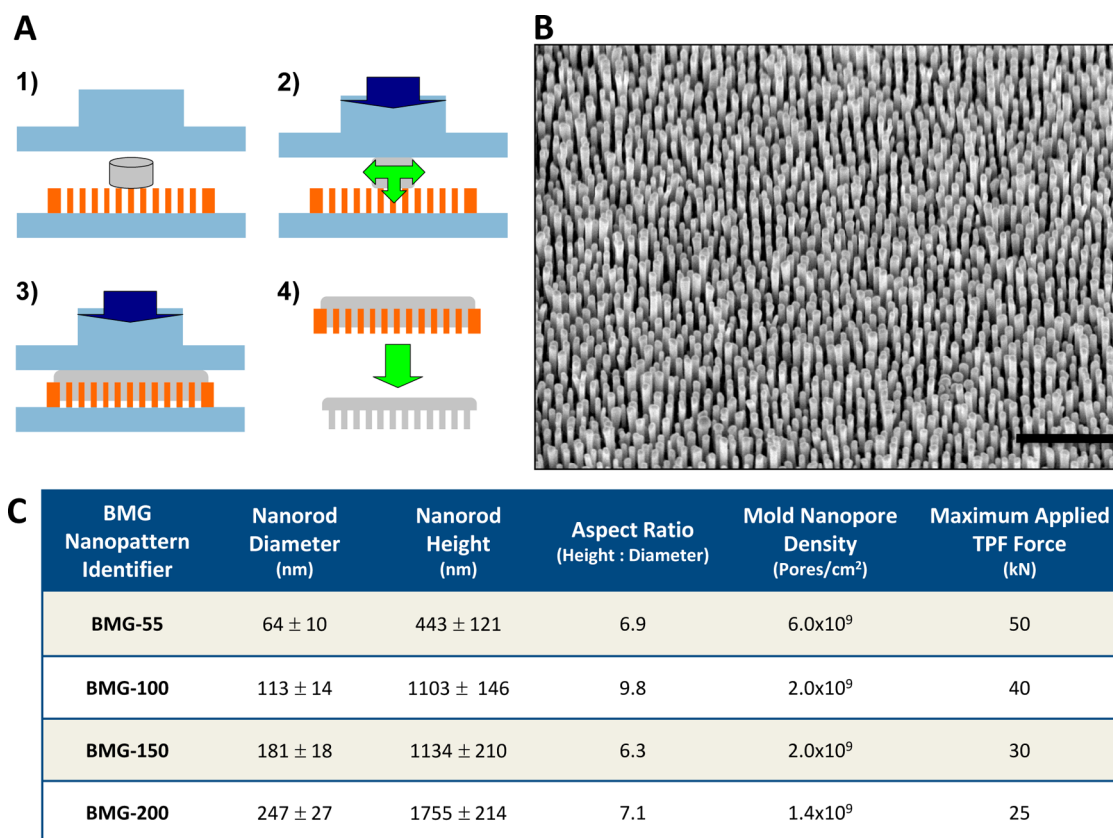 A
B
1)
2)
3)
4)
C
BMG Nanopattern Identifier
Nanorod Diameter (nm)
Nanorod Height (nm)
Aspect Ratio (Height : Diameter)
Mold Nanopore Density (Pores/cm²)
Maximum Applied TPF Force (kN)
BMG-55 64 ± 10 443 ± 121 6.9 6.0x10⁹ 50
BMG-100 113 ± 14 1103 ± 146 9.8 2.0x10⁹ 40
BMG-150 181 ± 18 1134 ± 210 6.3 2.0x10⁹ 30
BMG-200 247 ± 27 1755 ± 214 7.1 1.4x10⁹ 25